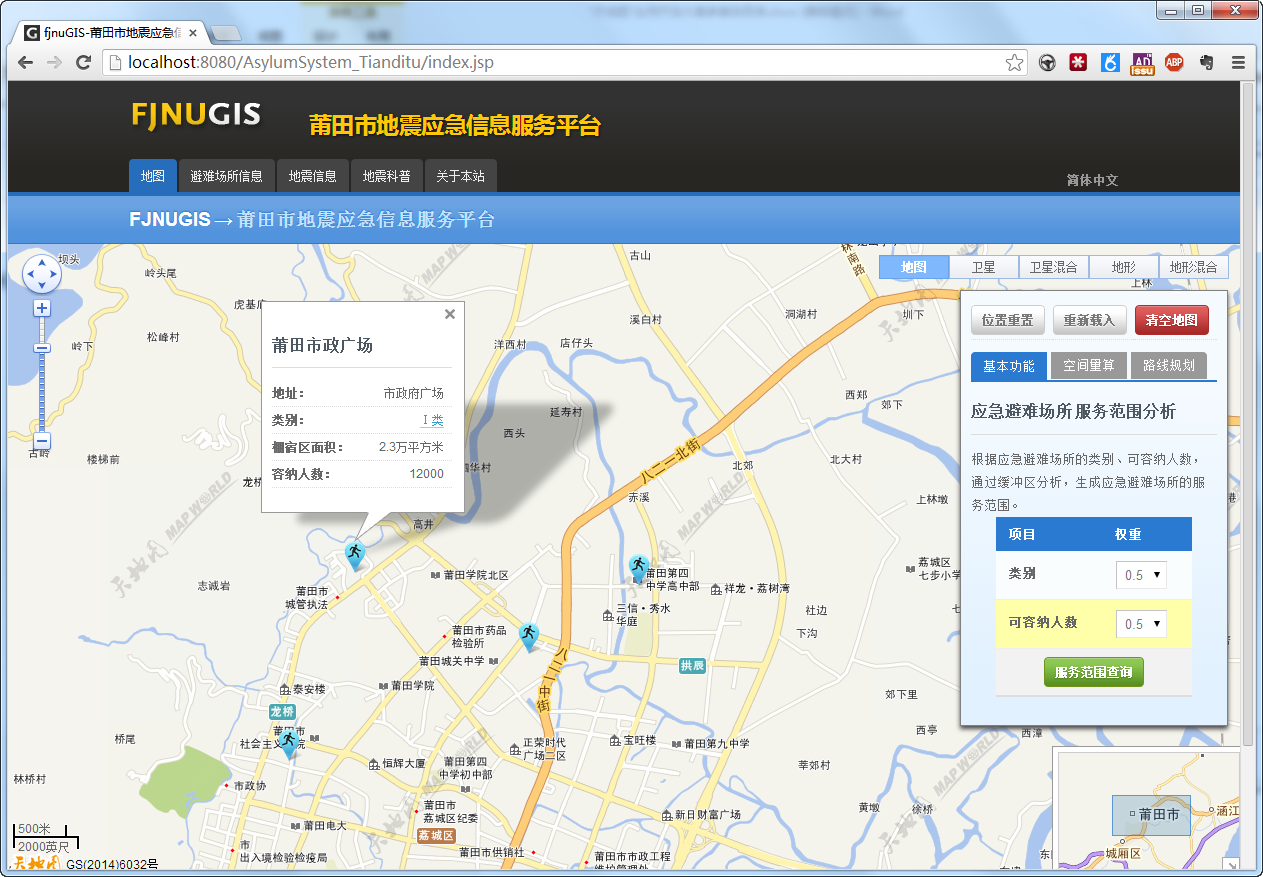 fjnuGIS-莆田市地震应急信
localhost:8080/AsylumSystem_Tianditu/index.jsp
FJNUGIS
莆田市地震应急信息服务平台
地图
避难场所信息
地震信息
地震科普
关于本站
简体中文
FJNUGIS→莆田市地震应急信息服务平台
地图
卫星
卫星混合
地形
地形混合
坝头
岭头尾
古山
林南路
上林
虎基庙
松峰村
岭下
洋西村
店仔头
溪白村
洞湖村
圳下
莆田市政广场
地址：
市政府广场
类别：
I 类
棚宿区面积：
2.3万平方米
容纳人数：
12000
位置重置
重新载入
清空地图
基本功能
空间量算
路线规划
应急避难场所服务范围分析
根据应急避难场所的类别、可容纳人数，
通过缓冲区分析，生成应急避难场所的服
务范围。
项目
权重
类别
0.5
可容纳人数
0.5
服务范围查询
延寿村
西头
西郑
郊下
八二一北街
北郊
北大村
古岭
楼梯前
赤溪
上林墩
高井
志诚岩
莆田学院北区
莆田市
城管执法
莆田第四
中学高中部
祥龙·荔树湾
荔城区
七步小学
三信·秀水
华庭
社边
下沟
莆田市药品
检验所
莆田城关中学
拱辰
八二一中街
莆田学院
泰安楼
龙桥
莆田市
社会主义
院
郊下里
西亭
西漳
桥尾
正荣时代
广场二区
宝旺楼
莆田第九中学
林桥村
恒辉大厦
莆田第四
中学初中部
莘郊村
市政协
莆田市
荔城区纪委
新日财富广场
黄墩
徐桥
莆田电大
荔城区
市
出入境检验检疫局
莆田市供销社
莆田市市政工程
维护管理处
莆田市
涵江
城厢区
500米
2000英尺
天地图
GS(2014)6032号
MAP WORLD